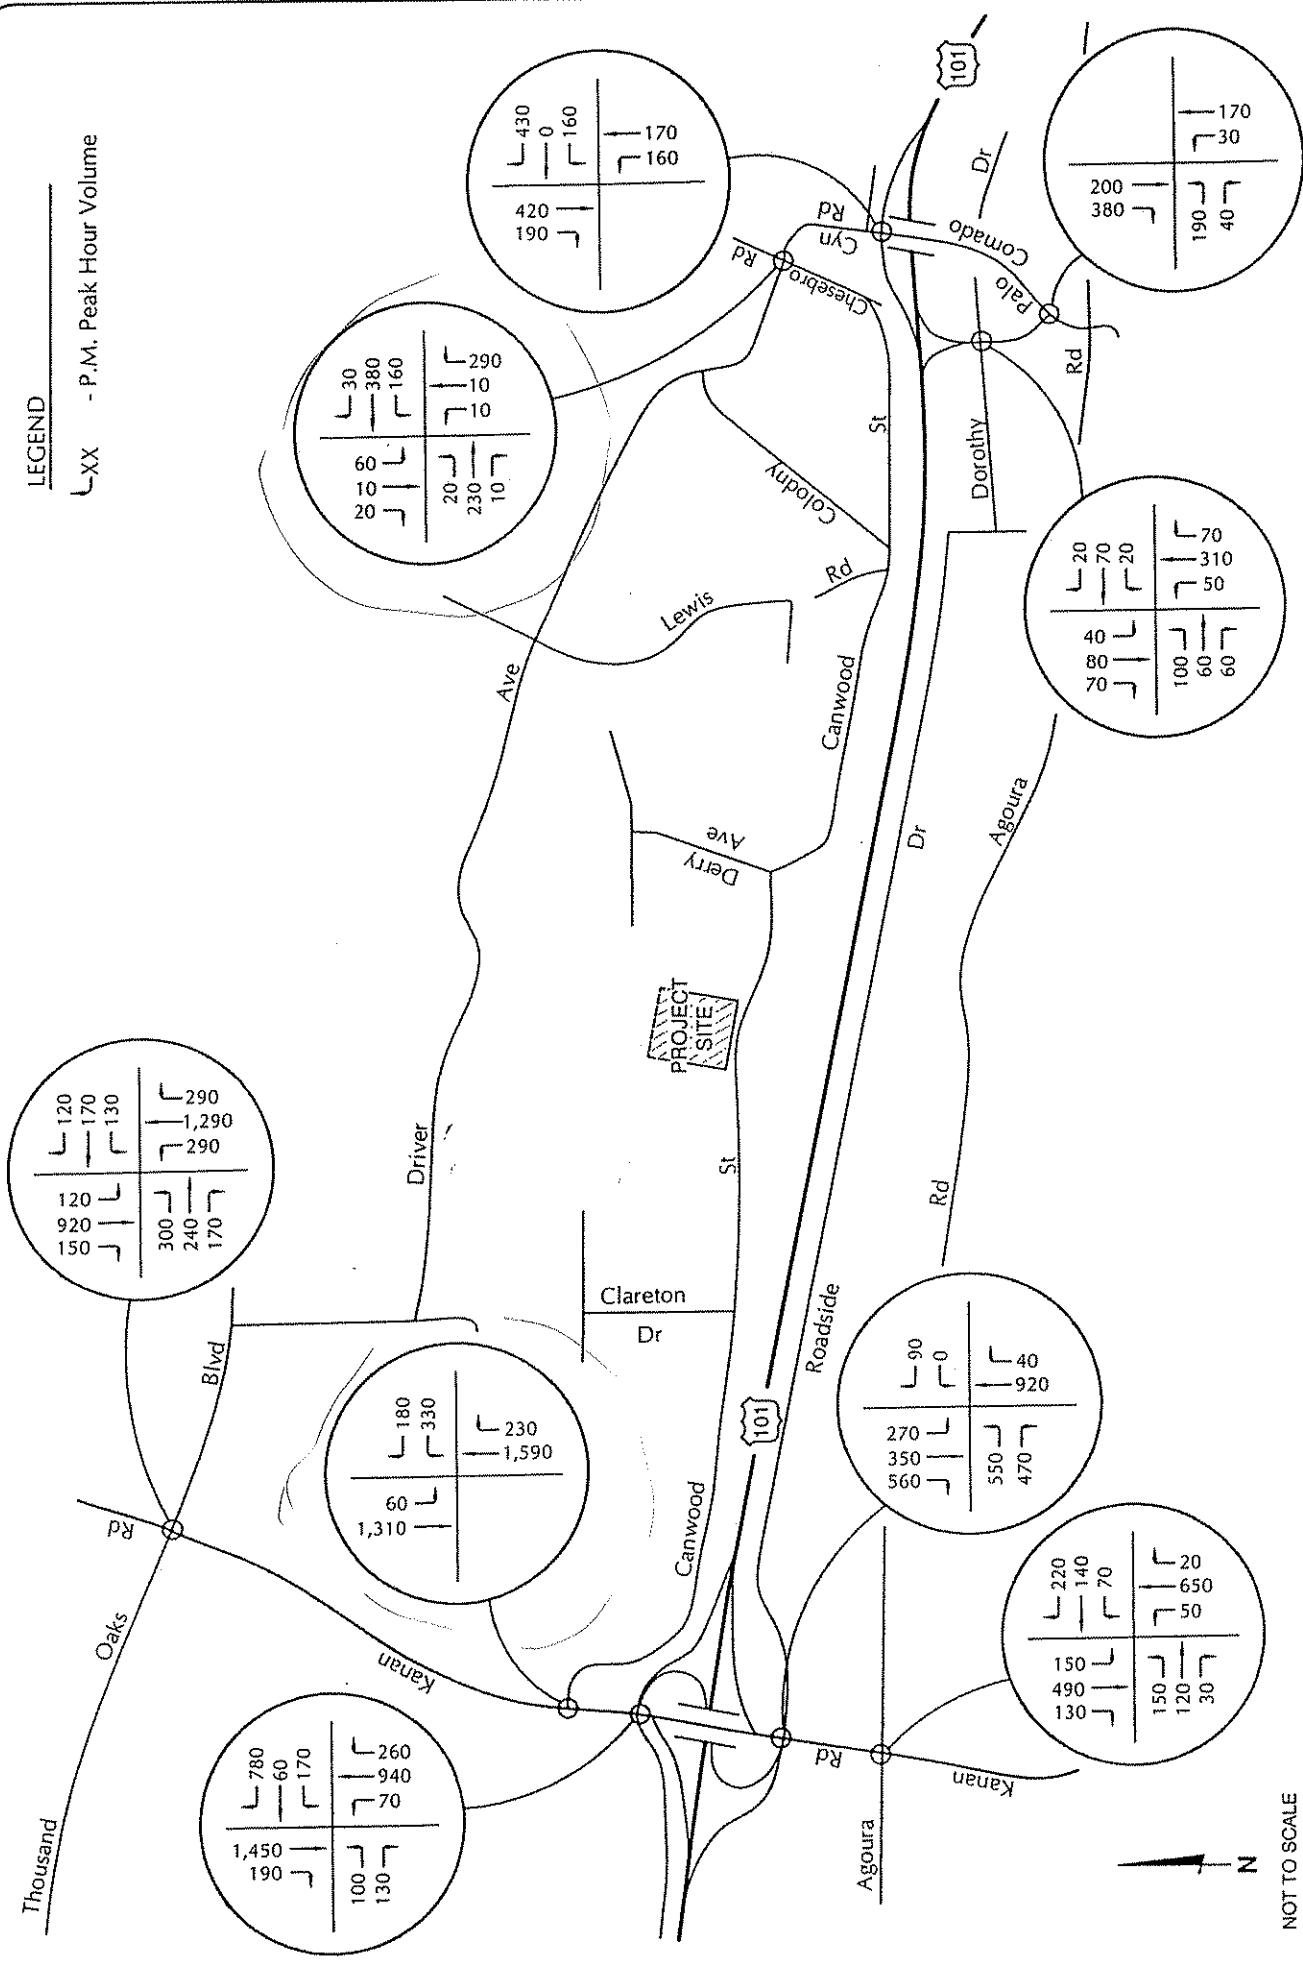 LEGEND
XX - P.M. Peak Hour Volume
430
0
160
420
190
170
160
101
30
380
160
60
10
20
290
10
10
20
230
10
Rd
Cyn
Chesebro
Rd
Comado
Palo
Dr
200
380
170
30
190
40
Rd
St
Colodny
Dorothy
Rd
Lewis
Ave
Canwood
20
70
20
40
80
70
70
310
50
100
60
60
Derry
Ave
Dr
Agoura
PROJECT
SITE
120
170
130
120
920
150
290
1,290
290
300
240
170
Driver
St
Rd
Clareton
Dr
Roadside
Blvd
180
330
60
1,310
230
1,590
101
90
0
270
350
560
40
920
550
470
Rd
Oaks
Thousand
Kanan
Canwood
780
60
170
1,450
190
260
940
70
100
130
220
140
70
150
490
130
20
650
50
150
120
30
Rd
Kanan
Agoura
N
NOT TO SCALE